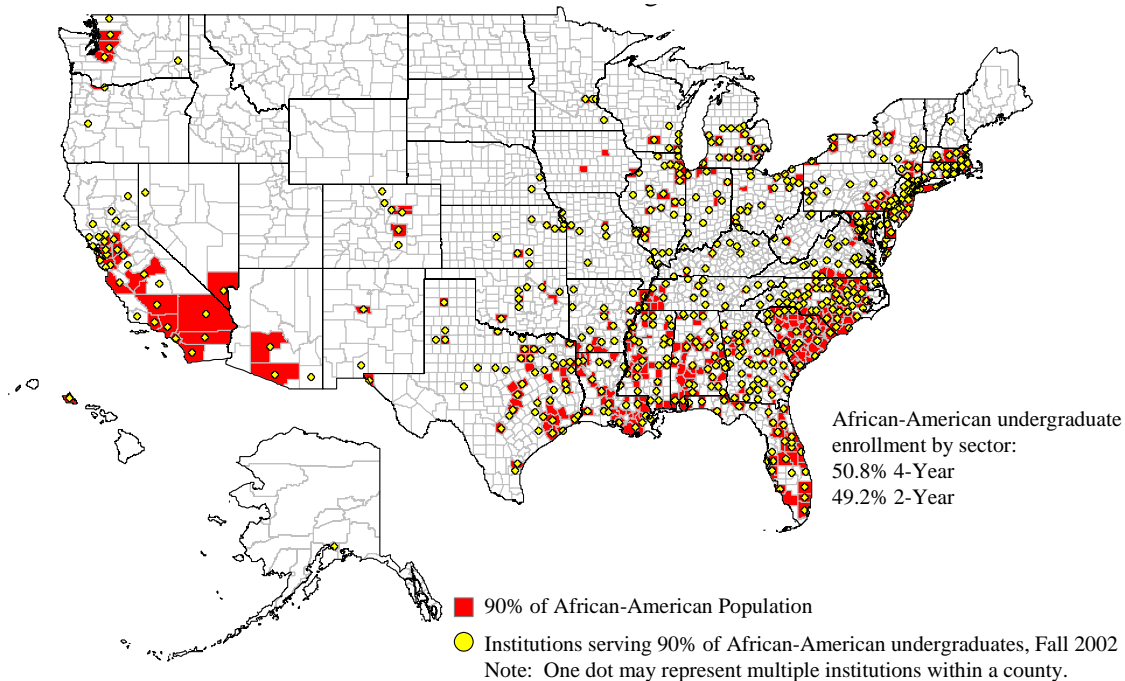 African-American undergraduate
enrollment by sector:
50.8% 4-Year
49.2% 2-Year
90% of African-American Population
Institutions serving 90% of African-American undergraduates, Fall 2002
Note: One dot may represent multiple institutions within a county.